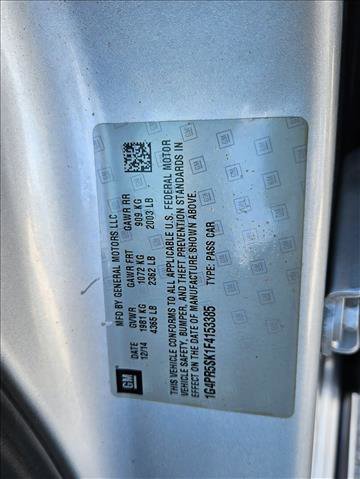 GM
MFD BY GENERAL MOTORS LLC
DATE GVWR GAWR FRT GAWR RR
12/14 1981 KG 1072 KG 909 KG
4365 LB 2362 LB 2003 LB
THIS VEHICLE CONFORMS TO ALL APPLICABLE U.S. FEDERAL MOTOR
VEHICLE SAFETY, BUMPER, AND THEFT PREVENTION STANDARDS IN
EFFECT ON THE DATE OF MANUFACTURE SHOWN ABOVE.
1G4PR5SK1F4153385 TYPE: PASS CAR